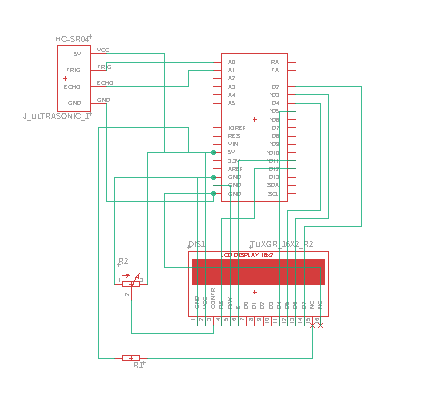 HC-SR04
5V VCC
TRIG TRIG
ECHO ECHO
GND GND
J_ULTRASONIC_1
A0
A1
A2
A3
A4
A5
IOREF
RES
VIN
5V
AREF
GND
GND
GND
RX
TX
D2
D3
D4
D5
D6
D7
D8
D9
D10
D11
D12
D13
SDA
SCL
DIS1
TUXGR_16X2_R2
LCD DISPLAY 16x2
GND
VCC
CONTR
RS
R/W
E
D0
D1
D2
D3
D4
D5
D6
D7
NC
NC
R2
R1